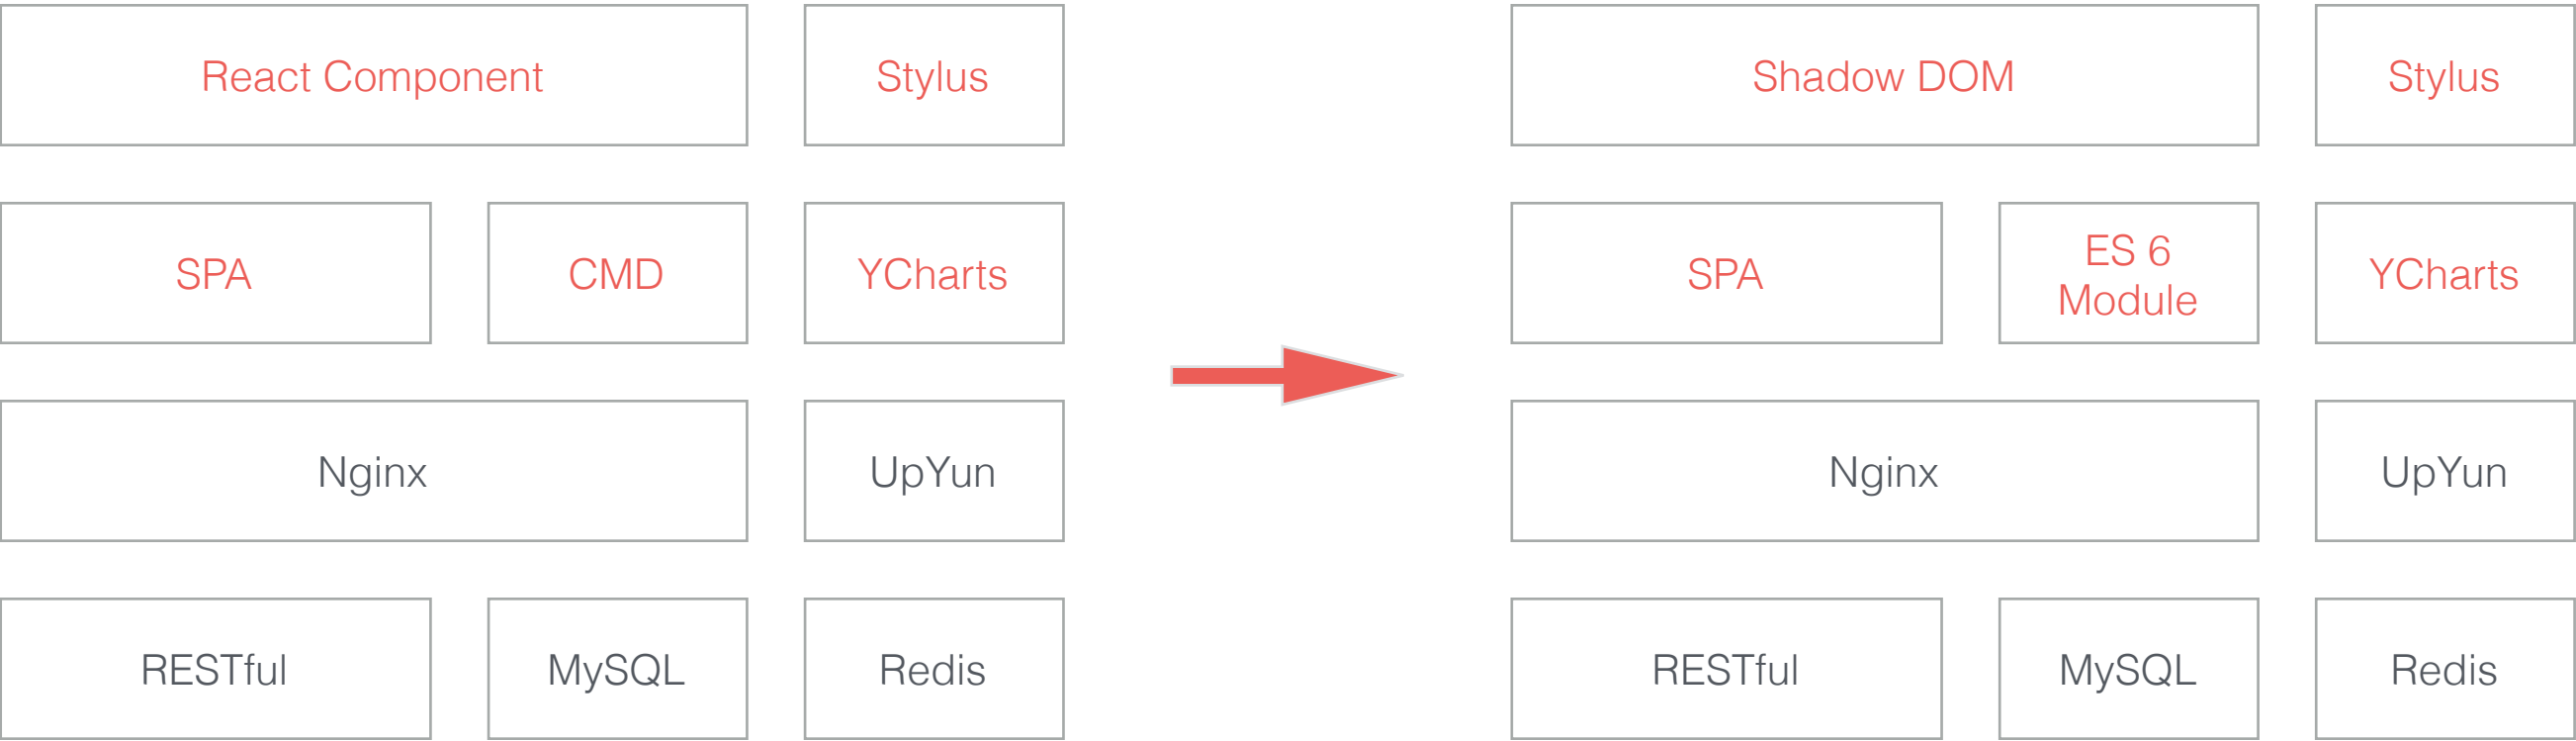 React Component
Stylus
SPA
CMD
YCharts
Nginx
UpYun
RESTful
MySQL
Redis
Shadow DOM
Stylus
SPA
ES 6
Module
YCharts
Nginx
UpYun
RESTful
MySQL
Redis